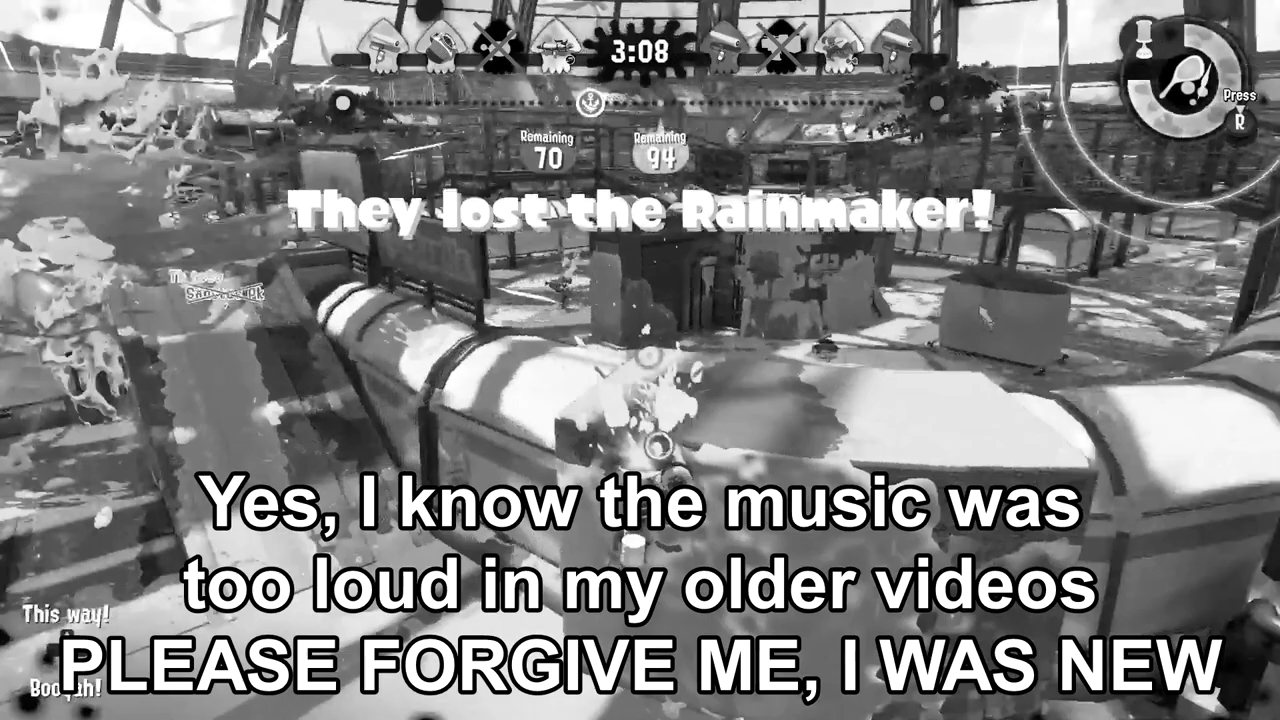 3:08
Press
R
Remaining
70
Remaining
94
They lost the Rainmaker!
Yes, I know the music was
too loud in my older videos
This way!
PLEASE FORGIVE ME, I WAS NEW